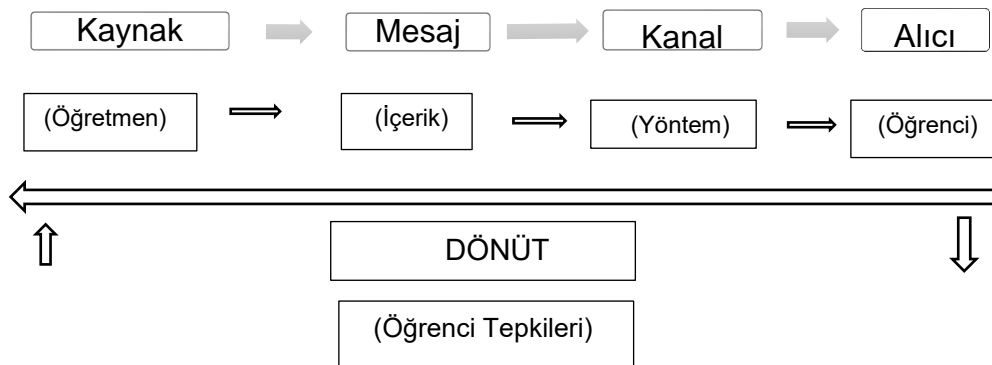 Kaynak Mesaj Kanal Alıcı
(Öğretmen) (İçerik) (Yöntem) (Öğrenci)
DÖNÜT
(Öğrenci Tepkileri)